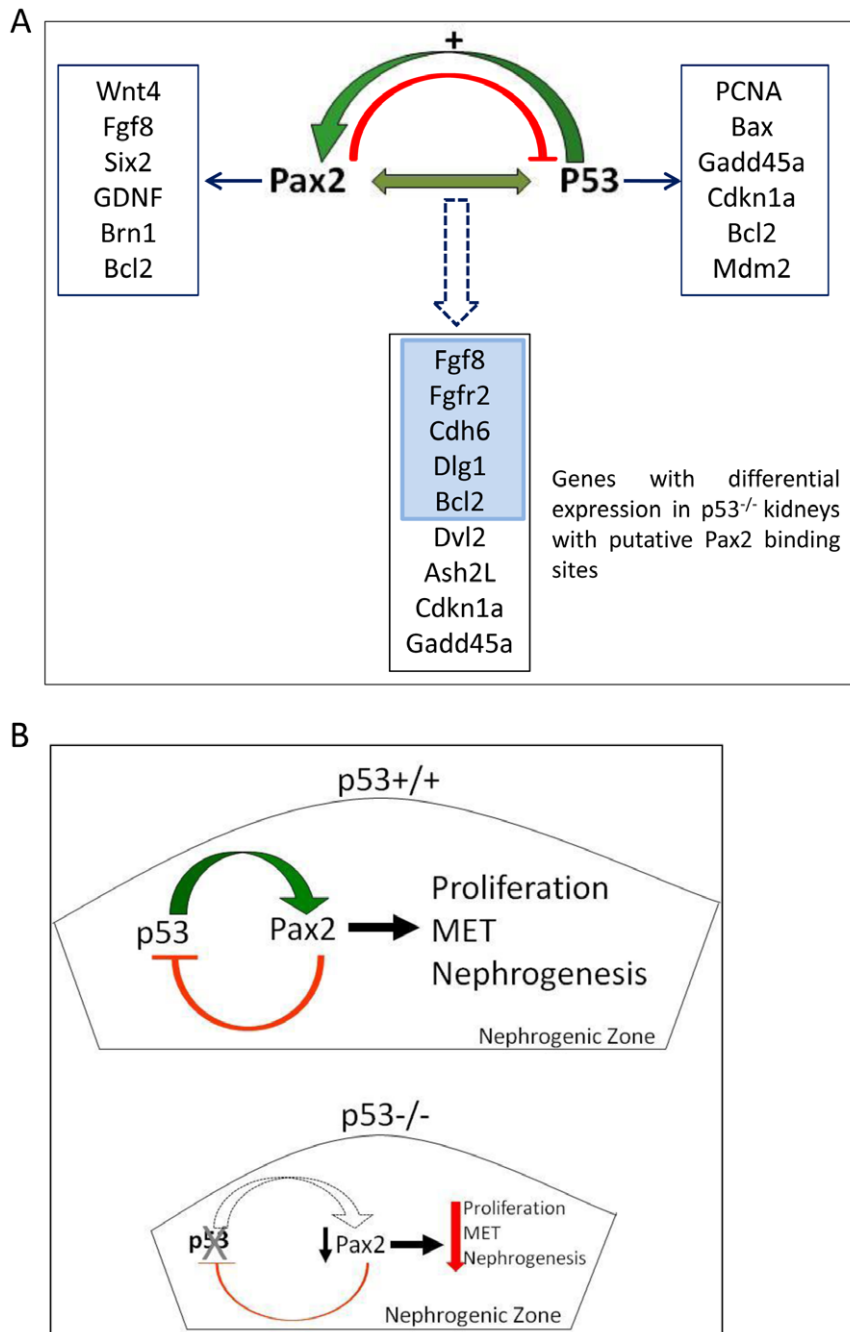 A
+
Wnt4
Fgf8
Six2
GDNF
Brn1
Bcl2
Pax2
P53
PCNA
Bax
Gadd45a
Cdkn1a
Bcl2
Mdm2
Fgf8
Fgfr2
Cdh6
Dlg1
Bcl2
Dvl2
Ash2L
Cdkn1a
Gadd45a
Genes with differential
expression in p53-/- kidneys
with putative Pax2 binding
sites
B
p53+/+
p53
Pax2
Proliferation
MET
Nephrogenesis
Nephrogenic Zone
p53-/-
p53
Pax2
Proliferation
MET
Nephrogenesis
Nephrogenic Zone